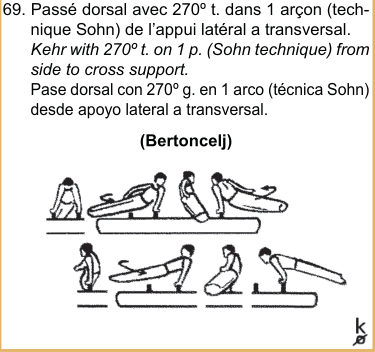 69. Passé dorsal avec 270º t. dans 1 arçon (tech-
nique Sohn) de l'appui latéral a transversal.
Kehr with 270º t. on 1 p. (Sohn technique) from
side to cross support.
Pase dorsal con 270º g. en 1 arco (técnica Sohn)
desde apoyo lateral a transversal.
(Bertoncelj)
k